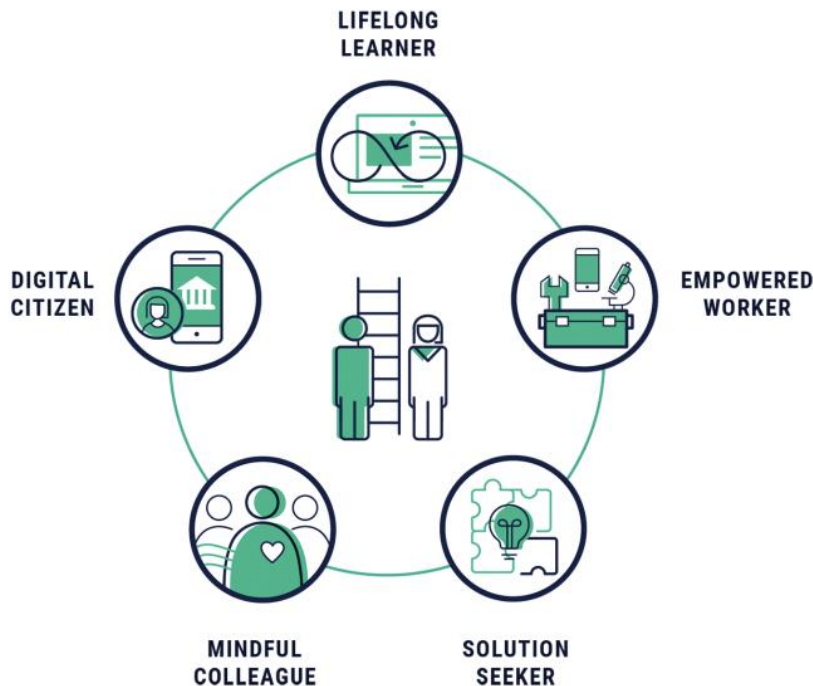 LIFELONG
LEARNER
DIGITAL
CITIZEN
EMPOWERED
WORKER
MINDFUL
COLLEAGUE
SOLUTION
SEEKER